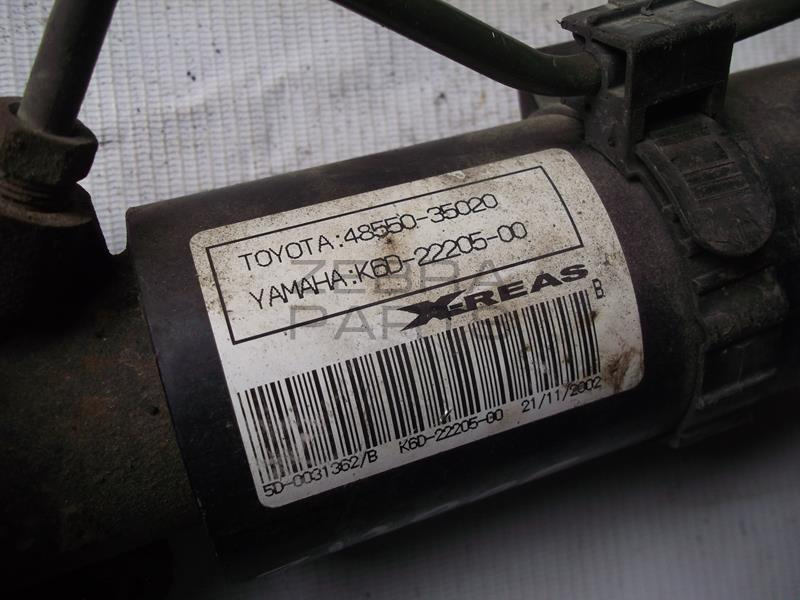 TOYOTA:48550-35020
YAMAHA:K6D-22205-00
ZEBRA
PARTS
X-REAS
B
5D-0031362/B K6D-22205-00 21/11/2002